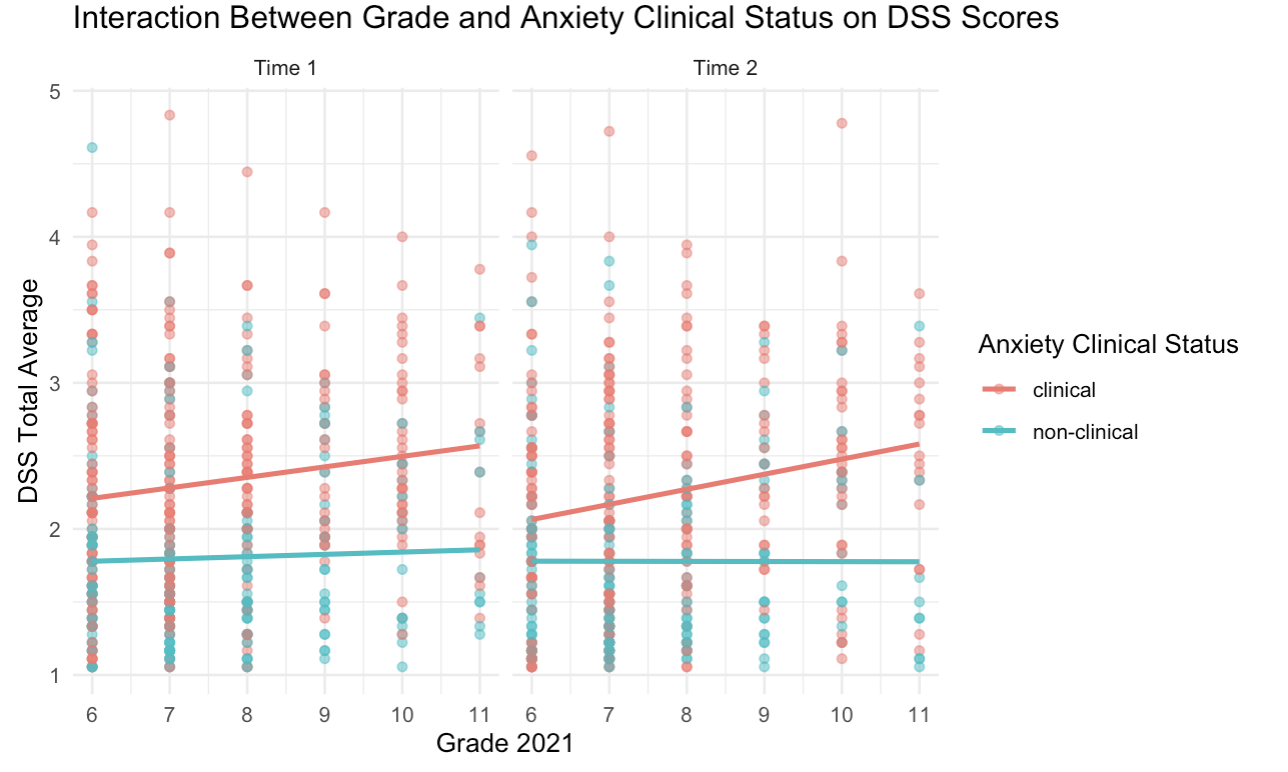 Interaction Between Grade and Anxiety Clinical Status on DSS Scores
Time 1
Time 2
5
4
3
2
1
DSS Total Average
6 7 8 9 10 11
6 7 8 9 10 11
Grade 2021
Anxiety Clinical Status
clinical
non-clinical